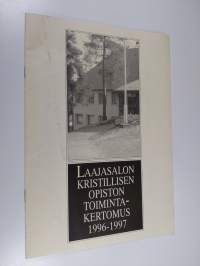 LAAJASALON
KRISTILLISEN
OPISTON
TOIMINTA-
KERTOMUS
1996-1997